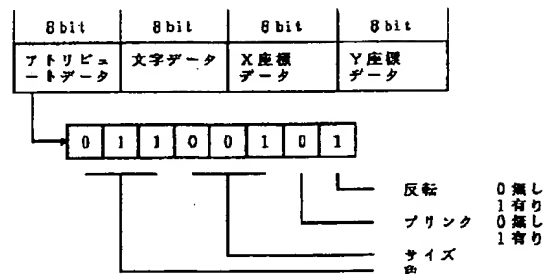 8bit 8bit 8bit 8bit
アトリビュートデータ 文字データ X座標データ Y座標データ
0 1 1 0 0 1 0 1
反転 0無し
1有り
ブリンク 0無し
1有り
サイズ